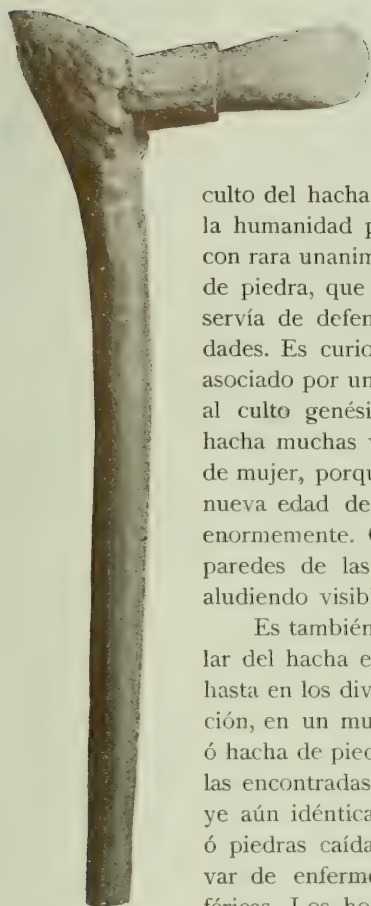 culto del hacha
la humanidad p
con rara unanim
de piedra, que
servía de defen
dades. Es curio
asociado por un
al culto genési
hacha muchas v
de mujer, porqu
nueva edad de
enormemente.
paredes de las
aludiendo visib
Es también
lar del hacha e
hasta en los div
ción, en un mu
ó hacha de pied
las encontradas
ye aún idéntica
ó piedras caída
var de enferme
féricas. Los ho